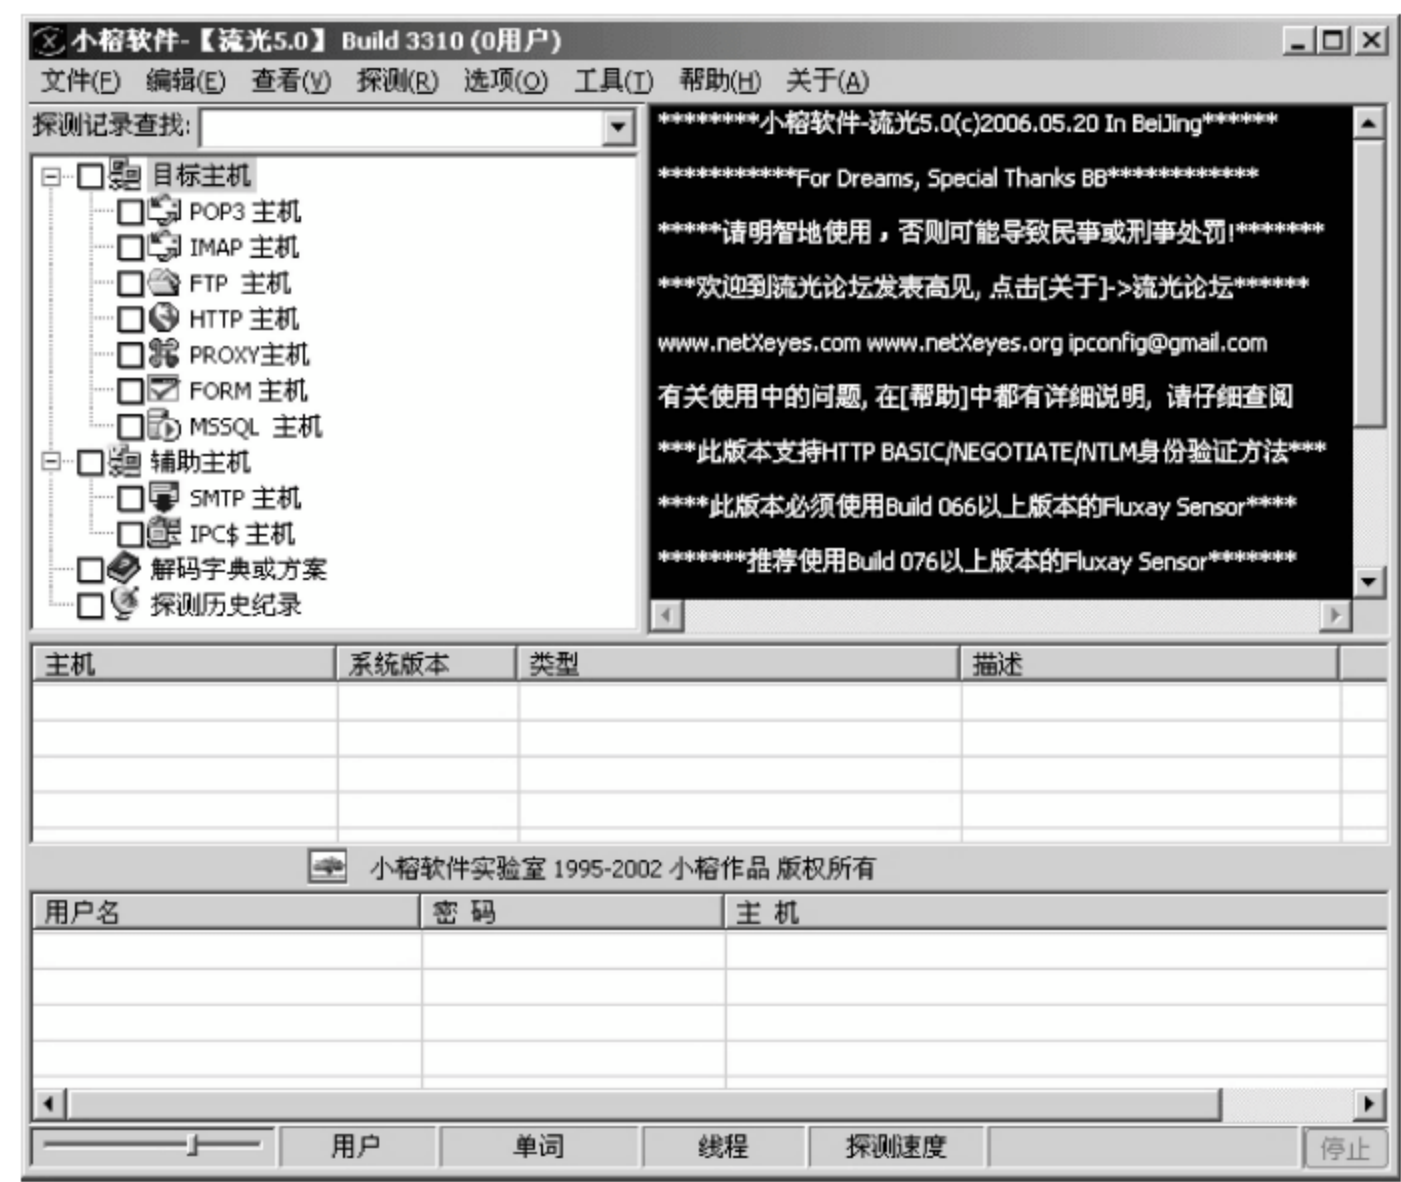 小榕软件-【流光5.0】 Build 3310 (0用户)
文件(F) 编辑(E) 查看(V) 探测(R) 选项(O) 工具(T) 帮助(H) 关于(A)
探测记录查找:
目标主机
POP3 主机
IMAP 主机
FTP 主机
HTTP 主机
PROXY主机
FORM 主机
MSSQL 主机
辅助主机
SMTP 主机
IPC$ 主机
解码字典或方案
探测历史纪录
********小榕软件-流光5.0(c)2006.05.20 In BeiJing******
***********For Dreams, Special Thanks BB************
*****请明智地使用，否则可能导致民事或刑事处罚!*******
***欢迎到流光论坛发表高见, 点击[关于]->流光论坛******
www.netXeyes.com www.netXeyes.org ipconfig@gmail.com
有关使用中的问题, 在[帮助]中都有详细说明, 请仔细查阅
***此版本支持HTTP BASIC/NEGOTIATE/NTLM身份验证方法***
****此版本必须使用Build 066以上版本的Fluxay Sensor****
*******推荐使用Build 076以上版本的Fluxay Sensor*******
主机 系统版本 类型 描述
小榕软件实验室 1995-2002 小榕作品 版权所有
用户名 密 码 主 机
用户 单词 线程 探测速度 停止